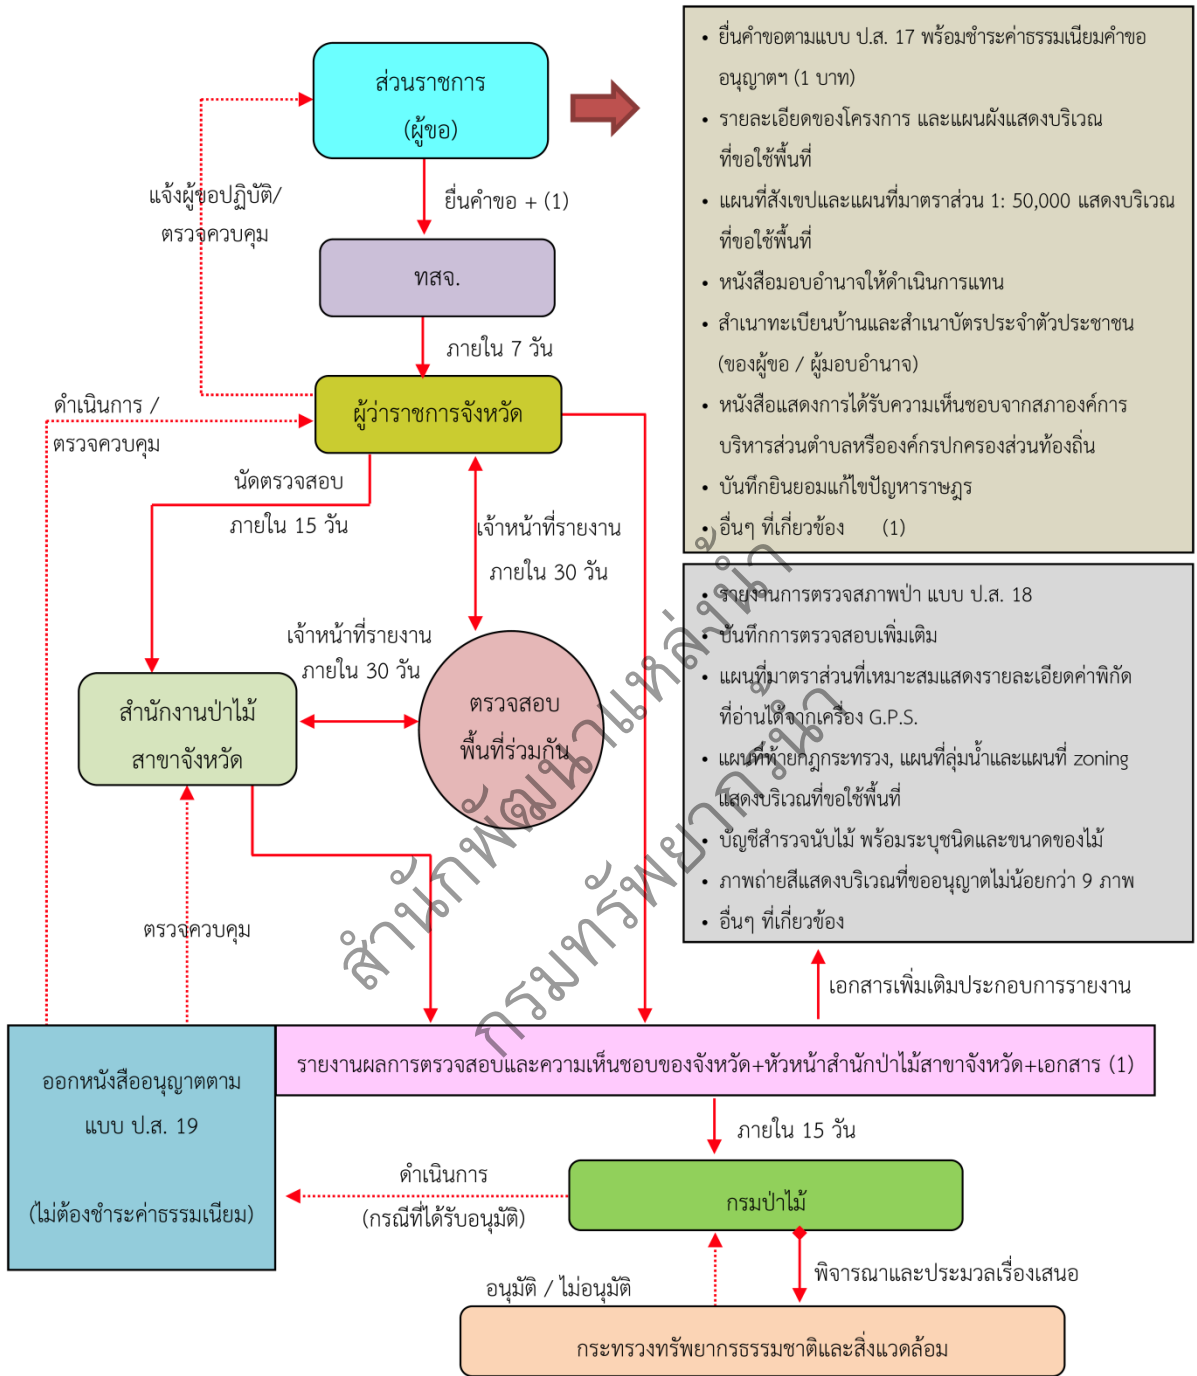 ส่วนราชการ
(ผู้ขอ)
แจ้งผู้ขอปฏิบัติ/
ตรวจควบคุม
ยื่นคำขอ + (1)
ทสจ.
ภายใน 7 วัน
ดำเนินการ /
ตรวจควบคุม
ผู้ว่าราชการจังหวัด
นัดตรวจสอบ
ภายใน 15 วัน
เจ้าหน้าที่รายงาน
ภายใน 30 วัน
เจ้าหน้าที่รายงาน
ภายใน 30 วัน
สำนักงานป่าไม้
สาขาจังหวัด
ตรวจสอบ
พื้นที่ร่วมกัน
ตรวจควบคุม
• ยื่นคำขอตามแบบ ป.ส. 17 พร้อมชำระค่าธรรมเนียมคำขอ
อนุญาตฯ (1 บาท)
• รายละเอียดของโครงการ และแผนผังแสดงบริเวณ
ที่ขอใช้พื้นที่
• แผนที่สังเขปและแผนที่มาตราส่วน 1: 50,000 แสดงบริเวณ
ที่ขอใช้พื้นที่
• หนังสือมอบอำนาจให้ดำเนินการแทน
• สำเนาทะเบียนบ้านและสำเนาบัตรประจำตัวประชาชน
(ของผู้ขอ / ผู้มอบอำนาจ)
• หนังสือแสดงการได้รับความเห็นชอบจากสภาองค์การ
บริหารส่วนตำบลหรือองค์กรปกครองส่วนท้องถิ่น
• บันทึกยินยอมแก้ไขปัญหาราษฎร
• อื่นๆ ที่เกี่ยวข้อง (1)
• รายงานการตรวจสภาพป่า แบบ ป.ส. 18
• บันทึกการตรวจสอบเพิ่มเติม
• แผนที่มาตราส่วนที่เหมาะสมแสดงรายละเอียดค่าพิกัด
ที่อ่านได้จากเครื่อง G.P.S.
• แผนที่ท้ายกฎกระทรวง, แผนที่ลุ่มน้ำและแผนที่ zoning
แสดงบริเวณที่ขอใช้พื้นที่
• บัญชีสำรวจนับไม้ พร้อมระบุชนิดและขนาดของไม้
• ภาพถ่ายสีแสดงบริเวณที่ขออนุญาตไม่น้อยกว่า 9 ภาพ
• อื่นๆ ที่เกี่ยวข้อง
เอกสารเพิ่มเติมประกอบการรายงาน
สำนักพัฒนาแหล่งน้ำ
กรมทรัพยากรน้ำ
รายงานผลการตรวจสอบและความเห็นชอบของจังหวัด+หัวหน้าสำนักป่าไม้สาขาจังหวัด+เอกสาร (1)
ออกหนังสืออนุญาตตาม
แบบ ป.ส. 19
(ไม่ต้องชำระค่าธรรมเนียม)
ภายใน 15 วัน
ดำเนินการ
(กรณีที่ได้รับอนุมัติ)
กรมป่าไม้
อนุมัติ / ไม่อนุมัติ
พิจารณาและประมวลเรื่องเสนอ
กระทรวงทรัพยากรธรรมชาติและสิ่งแวดล้อม